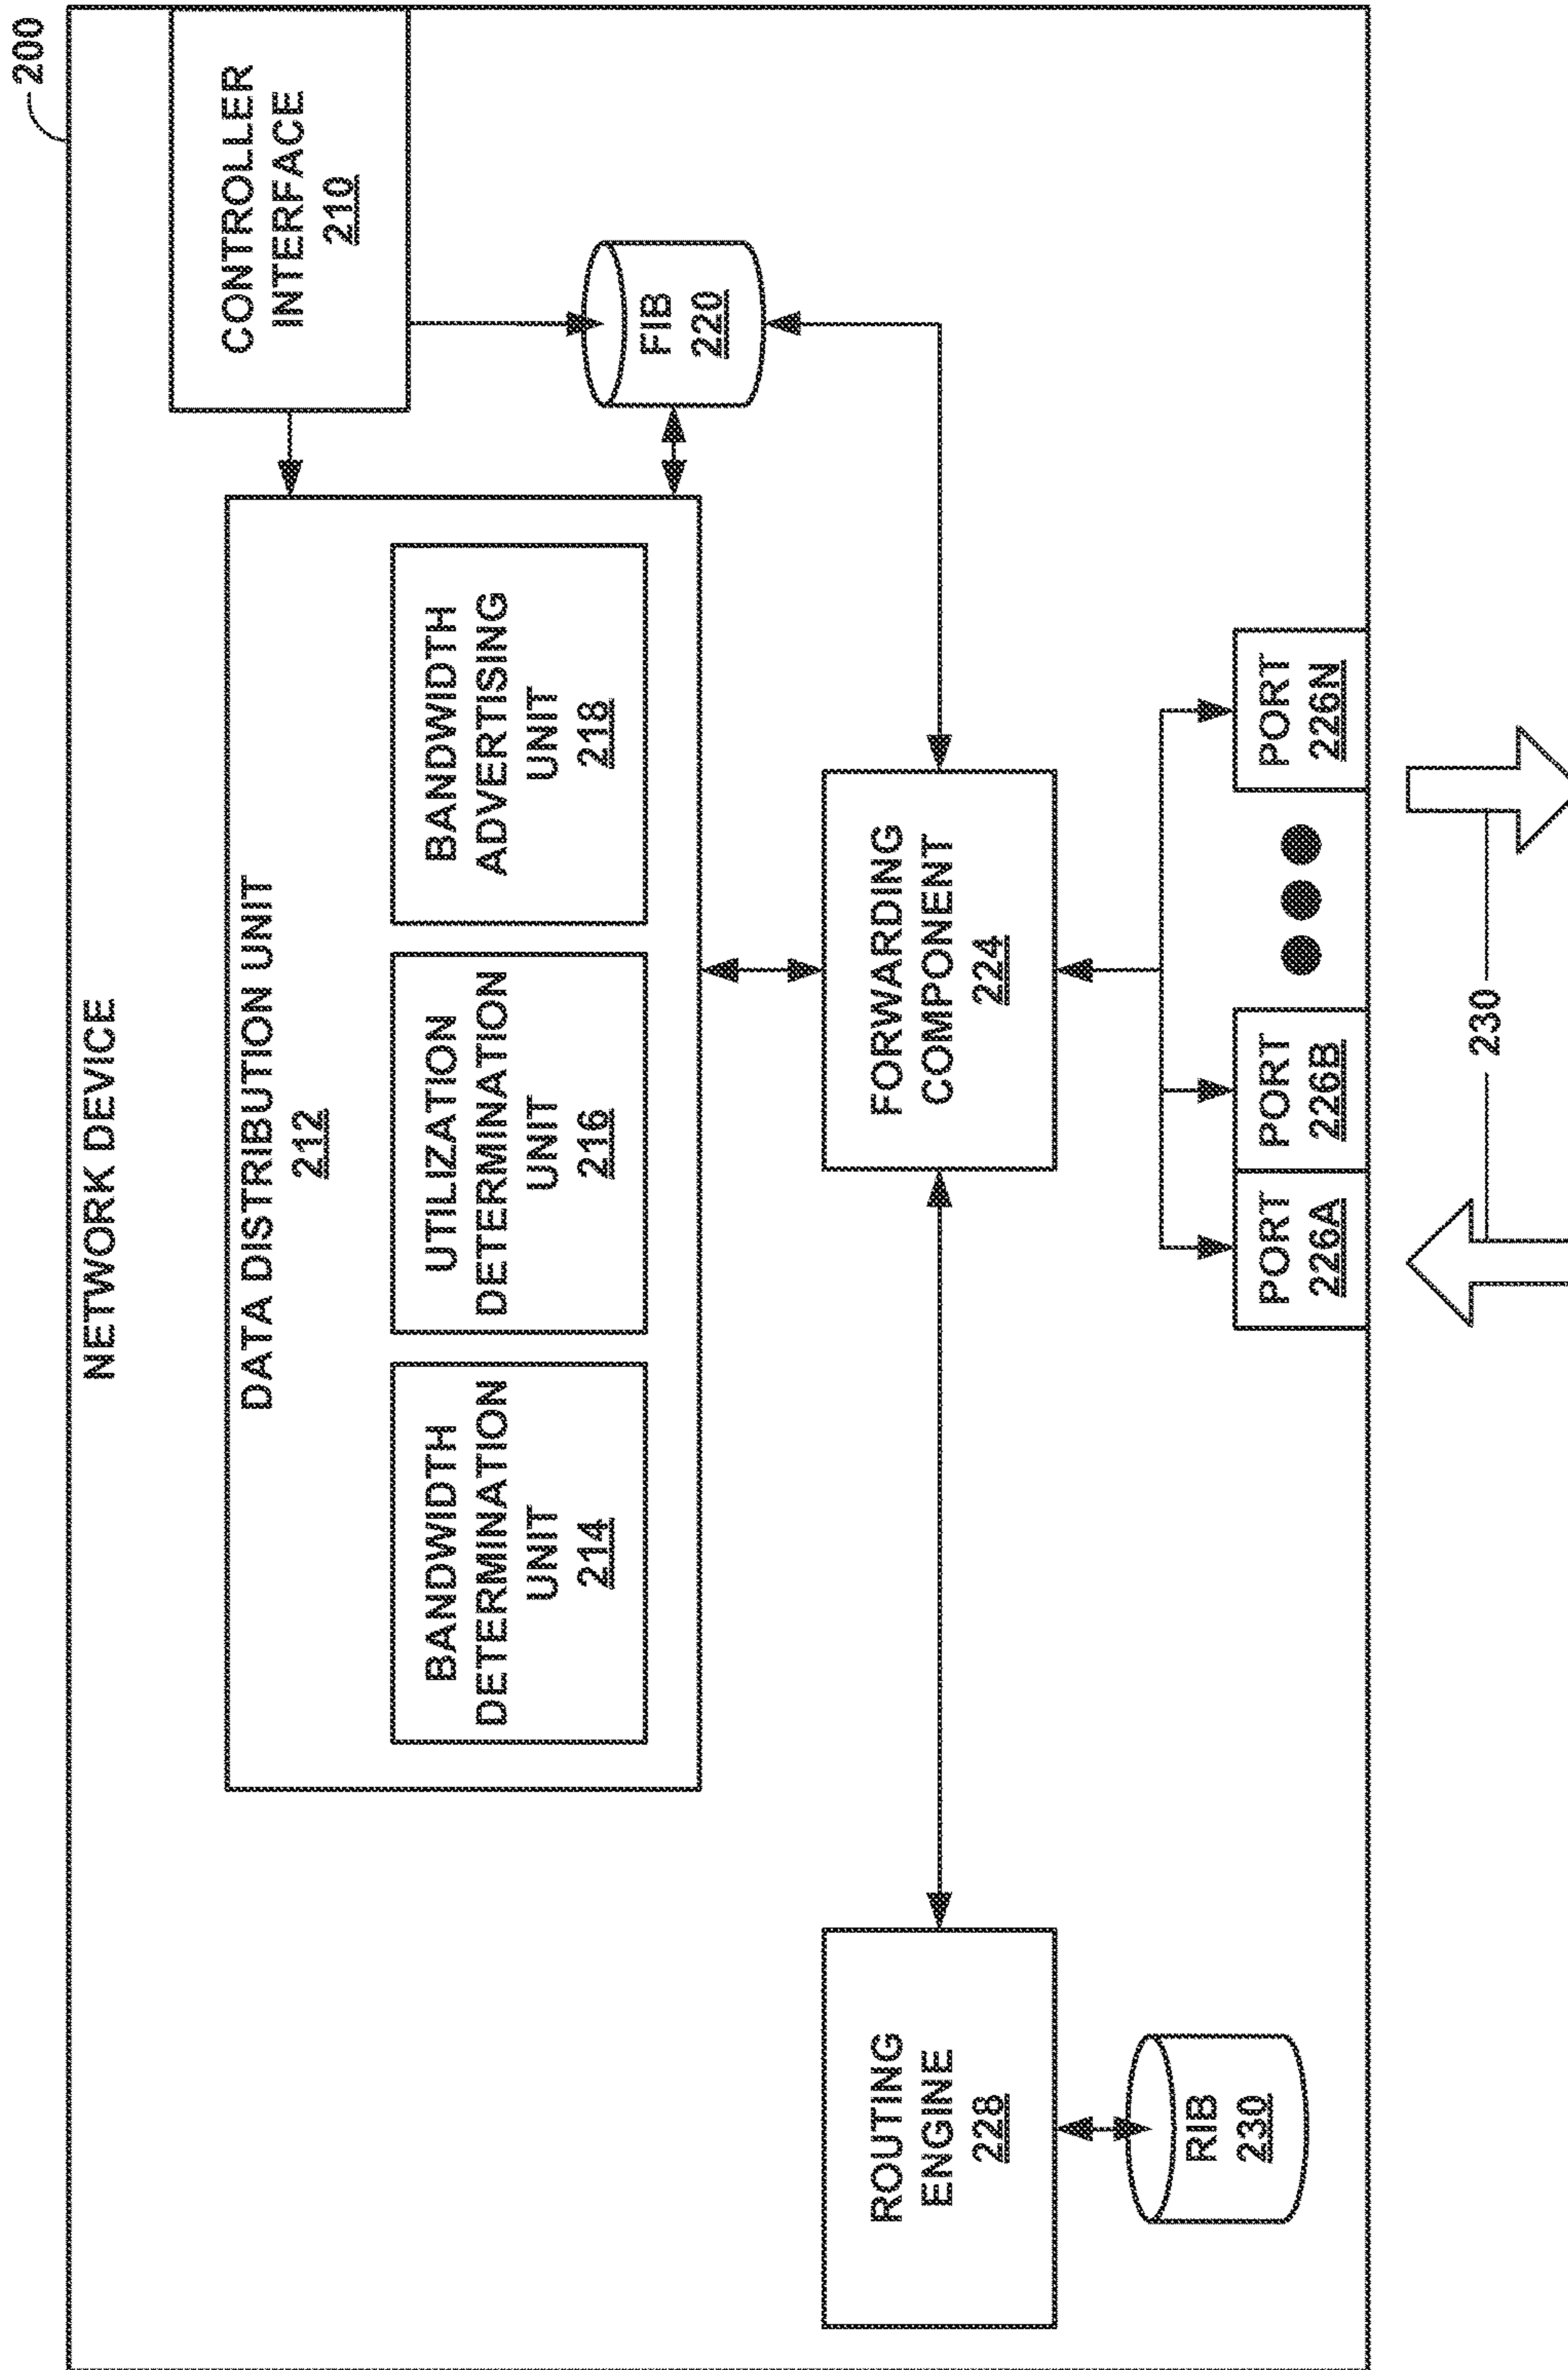 200
NETWORK DEVICE
DATA DISTRIBUTION UNIT
212
BANDWIDTH
DETERMINATION
UNIT
214
UTILIZATION
DETERMINATION
UNIT
216
BANDWIDTH
ADVERTISING
UNIT
218
CONTROLLER
INTERFACE
210
FIB
220
ROUTING
ENGINE
228
RIB
230
FORWARDING
COMPONENT
224
PORT
226A
PORT
226B
PORT
226N
230